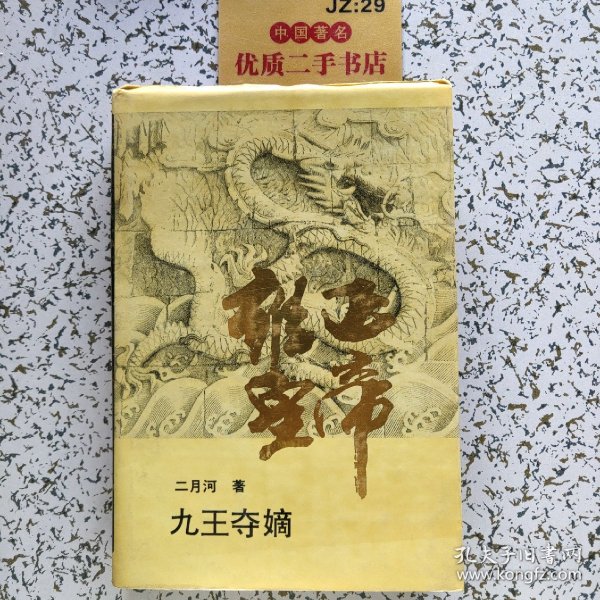 JZ:29
中国著名
优质二手书店
雍正
皇帝
二月河 著
九王夺嫡
孔夫子旧书网
www.kongfz.com